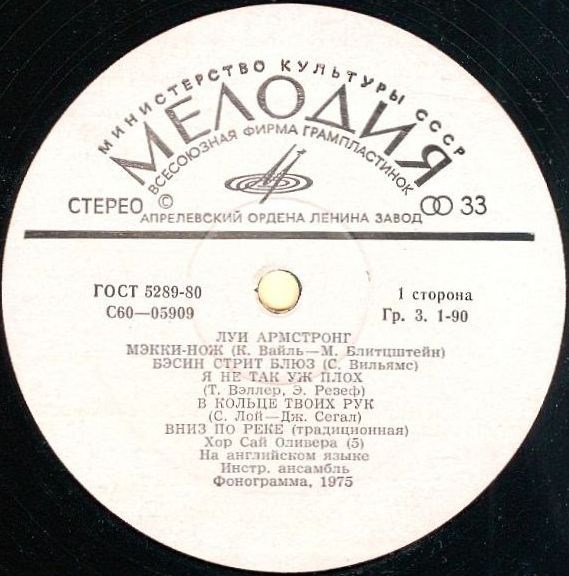 МИНИСТЕРСТВО КУЛЬТУРЫ СССР
МЕЛОДИЯ
ВСЕСОЮЗНАЯ ФИРМА ГРАМПЛАСТИНОК
СТЕРЕО © 33
АПРЕЛЕВСКИЙ ОРДЕНА ЛЕНИНА ЗАВОД
ГОСТ 5289-80 1 сторона
С60—05909 Гр. 3. 1-90
ЛУИ АРМСТРОНГ
МЭККИ-НОЖ (К. Вайль—М. Блитцштейн)
БЭСИН СТРИТ БЛЮЗ (С. Вильямс)
Я НЕ ТАК УЖ ПЛОХ
(Т. Вэллер, Э. Резеф)
В КОЛЬЦЕ ТВОИХ РУК
(С. Лой—Дж. Сегал)
ВНИЗ ПО РЕКЕ (традиционная)
Хор Сай Оливера (5)
На английском языке
Инстр. ансамбль
Фонограмма, 1975